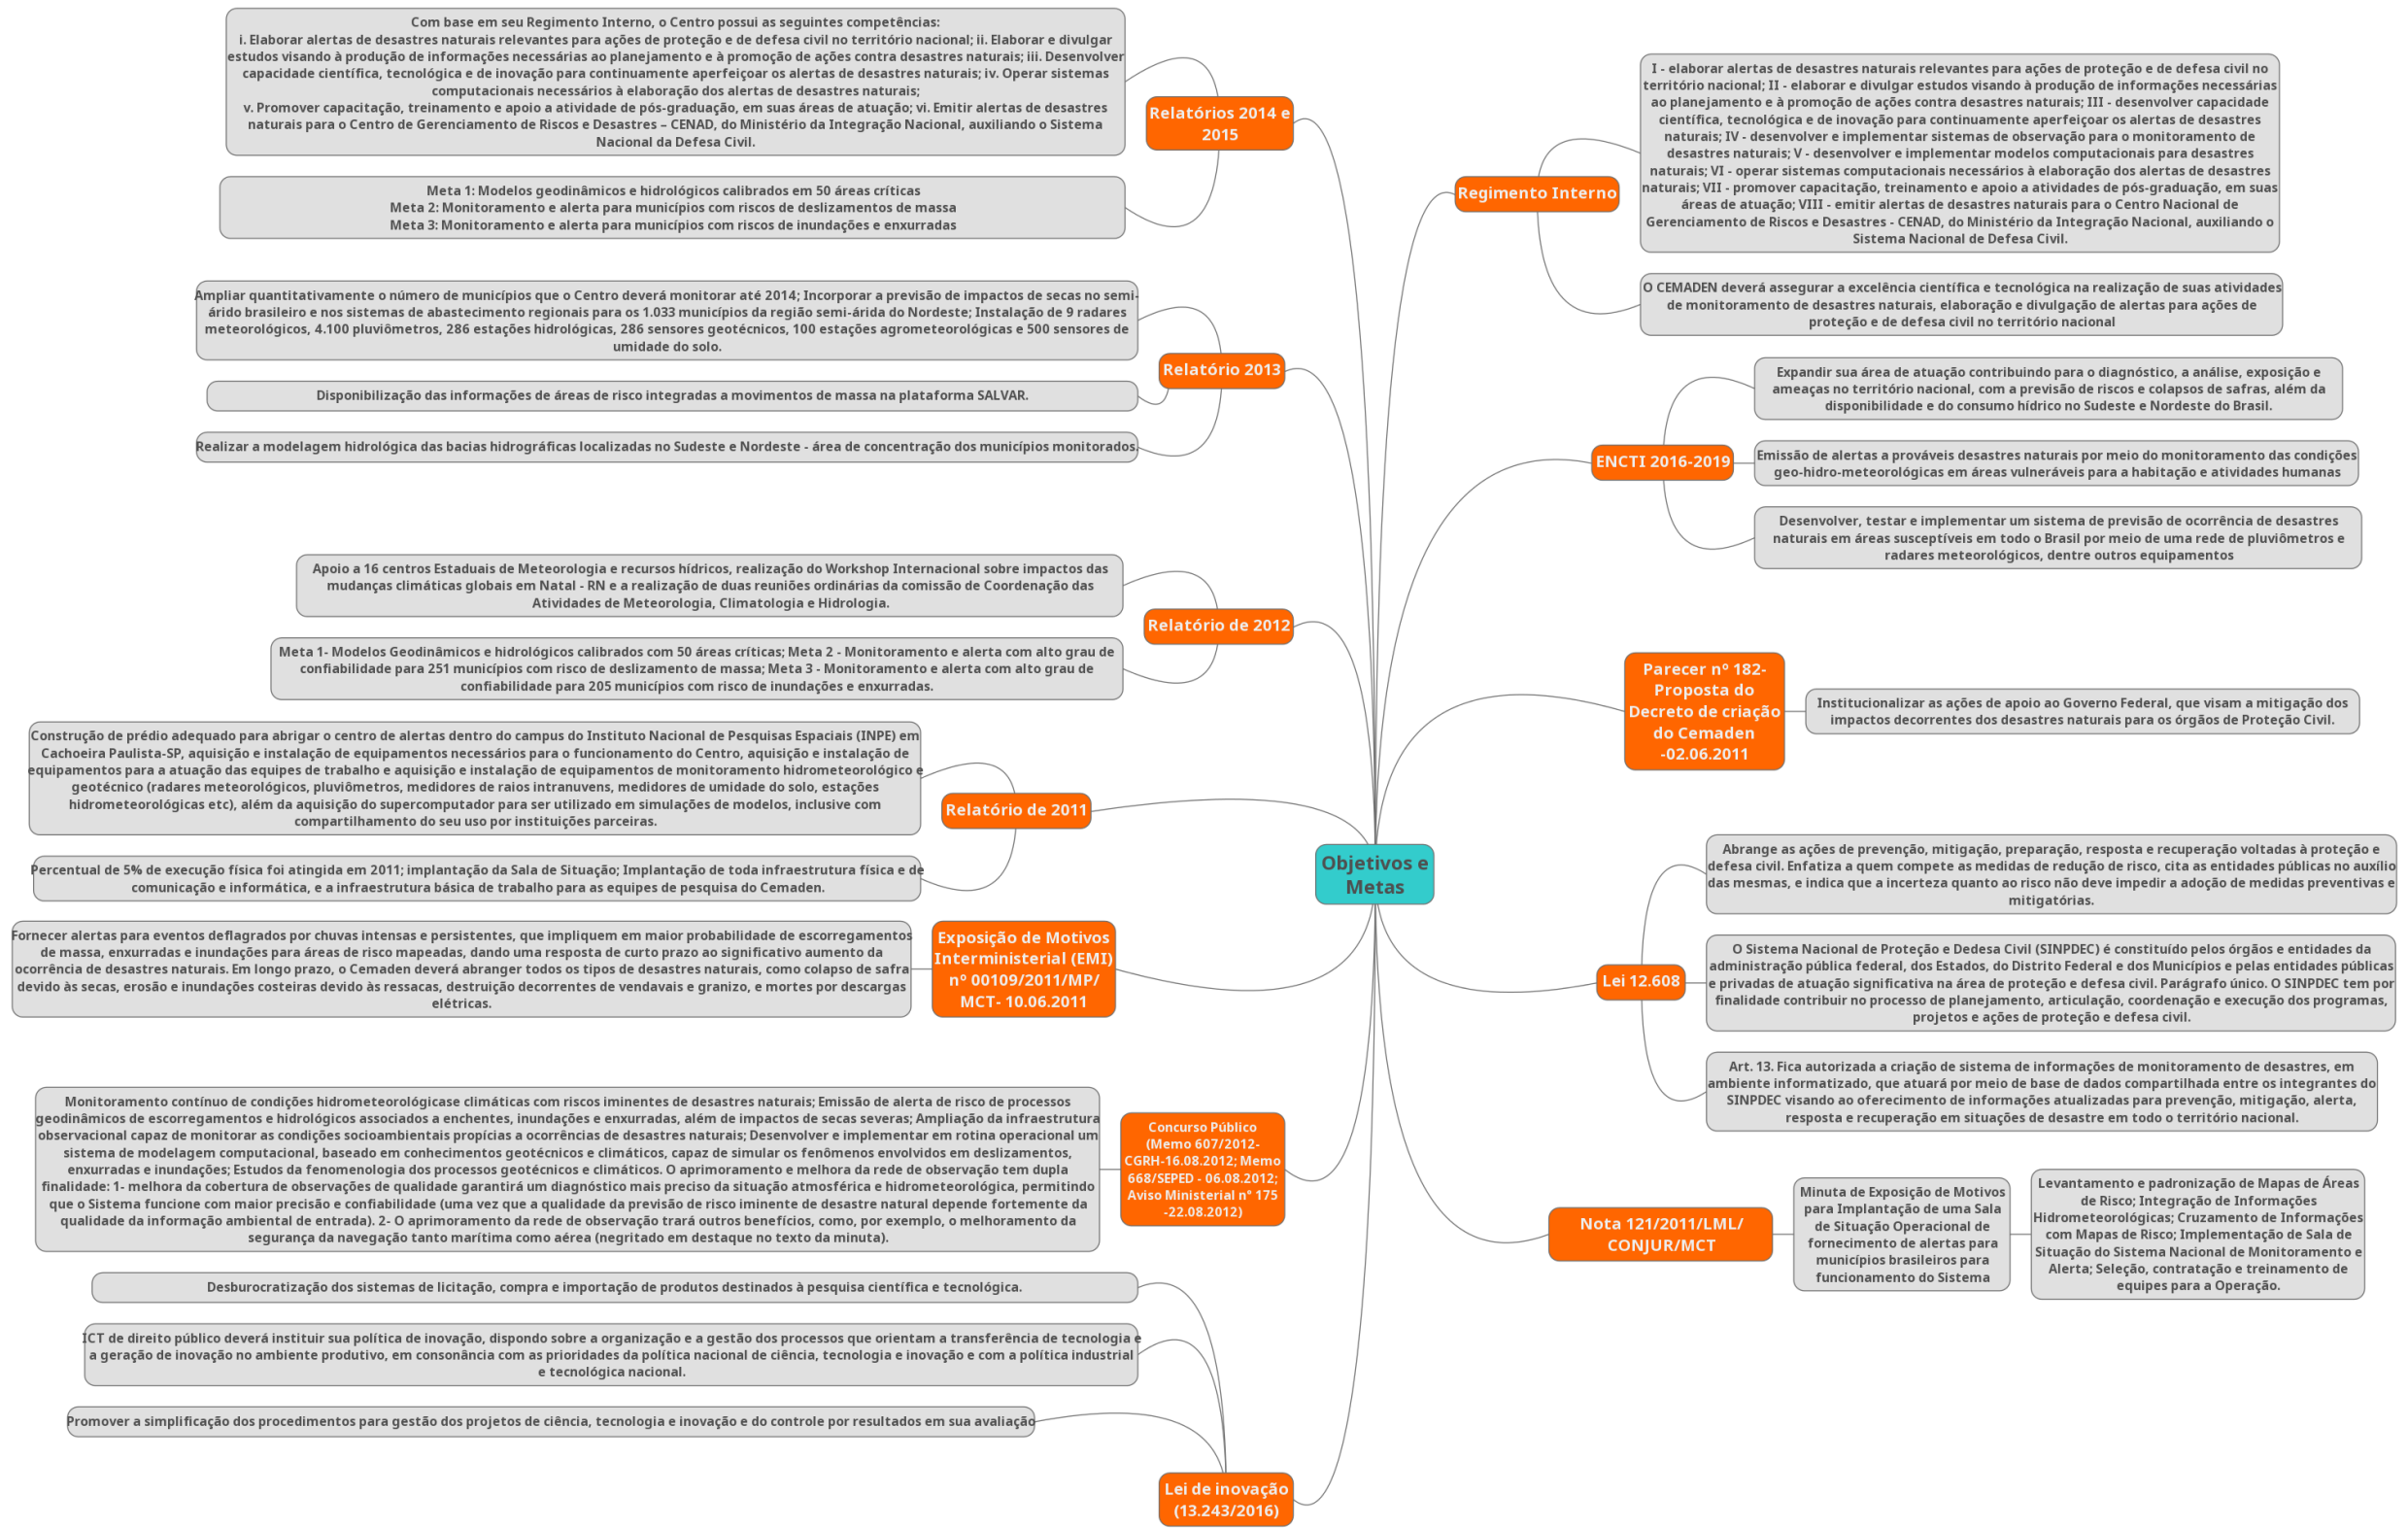 Objetivos e
Metas
Relatórios 2014 e
2015
Com base em seu Regimento Interno, o Centro possui as seguintes competências:
i. Elaborar alertas de desastres naturais relevantes para ações de proteção e de defesa civil no território nacional; ii. Elaborar e divulgar
estudos visando à produção de informações necessárias ao planejamento e à promoção de ações contra desastres naturais; iii. Desenvolver
capacidade científica, tecnológica e de inovação para continuamente aperfeiçoar os alertas de desastres naturais; iv. Operar sistemas
computacionais necessários à elaboração dos alertas de desastres naturais;
v. Promover capacitação, treinamento e apoio a atividade de pós-graduação, em suas áreas de atuação; vi. Emitir alertas de desastres
naturais para o Centro de Gerenciamento de Riscos e Desastres – CENAD, do Ministério da Integração Nacional, auxiliando o Sistema
Nacional da Defesa Civil.
Meta 1: Modelos geodinâmicos e hidrológicos calibrados em 50 áreas críticas
Meta 2: Monitoramento e alerta para municípios com riscos de deslizamentos de massa
Meta 3: Monitoramento e alerta para municípios com riscos de inundações e enxurradas
Relatório 2013
Ampliar quantitativamente o número de municípios que o Centro deverá monitorar até 2014; Incorporar a previsão de impactos de secas no semi-
árido brasileiro e nos sistemas de abastecimento regionais para os 1.033 municípios da região semi-árida do Nordeste; Instalação de 9 radares
meteorológicos, 4.100 pluviômetros, 286 estações hidrológicas, 286 sensores geotécnicos, 100 estações agrometeorológicas e 500 sensores de
umidade do solo.
Disponibilização das informações de áreas de risco integradas a movimentos de massa na plataforma SALVAR.
Realizar a modelagem hidrológica das bacias hidrográficas localizadas no Sudeste e Nordeste - área de concentração dos municípios monitorados.
Relatório de 2012
Apoio a 16 centros Estaduais de Meteorologia e recursos hídricos, realização do Workshop Internacional sobre impactos das
mudanças climáticas globais em Natal - RN e a realização de duas reuniões ordinárias da comissão de Coordenação das
Atividades de Meteorologia, Climatologia e Hidrologia.
Meta 1- Modelos Geodinâmicos e hidrológicos calibrados com 50 áreas críticas; Meta 2 - Monitoramento e alerta com alto grau de
confiabilidade para 251 municípios com risco de deslizamento de massa; Meta 3 - Monitoramento e alerta com alto grau de
confiabilidade para 205 municípios com risco de inundações e enxurradas.
Relatório de 2011
Construção de prédio adequado para abrigar o centro de alertas dentro do campus do Instituto Nacional de Pesquisas Espaciais (INPE) em
Cachoeira Paulista-SP, aquisição e instalação de equipamentos necessários para o funcionamento do Centro, aquisição e instalação de
equipamentos para a atuação das equipes de trabalho e aquisição e instalação de equipamentos de monitoramento hidrometeorológico e
geotécnico (radares meteorológicos, pluviômetros, medidores de raios intranuvens, medidores de umidade do solo, estações
hidrometeorológicas etc), além da aquisição do supercomputador para ser utilizado em simulações de modelos, inclusive com
compartilhamento do seu uso por instituições parceiras.
Percentual de 5% de execução física foi atingida em 2011; implantação da Sala de Situação; Implantação de toda infraestrutura física e de
comunicação e informática, e a infraestrutura básica de trabalho para as equipes de pesquisa do Cemaden.
Exposição de Motivos
Interministerial (EMI)
nº 00109/2011/MP/
MCT- 10.06.2011
Fornecer alertas para eventos deflagrados por chuvas intensas e persistentes, que impliquem em maior probabilidade de escorregamentos
de massa, enxurradas e inundações para áreas de risco mapeadas, dando uma resposta de curto prazo ao significativo aumento da
ocorrência de desastres naturais. Em longo prazo, o Cemaden deverá abranger todos os tipos de desastres naturais, como colapso de safra
devido às secas, erosão e inundações costeiras devido às ressacas, destruição decorrentes de vendavais e granizo, e mortes por descargas
elétricas.
Concurso Público
(Memo 607/2012-
CGRH-16.08.2012; Memo
668/SEPED - 06.08.2012;
Aviso Ministerial n° 175
-22.08.2012)
Monitoramento contínuo de condições hidrometeorológicase climáticas com riscos iminentes de desastres naturais; Emissão de alerta de risco de processos
geodinâmicos de escorregamentos e hidrológicos associados a enchentes, inundações e enxurradas, além de impactos de secas severas; Ampliação da infraestrutura
observacional capaz de monitorar as condições socioambientais propícias a ocorrências de desastres naturais; Desenvolver e implementar em rotina operacional um
sistema de modelagem computacional, baseado em conhecimentos geotécnicos e climáticos, capaz de simular os fenômenos envolvidos em deslizamentos,
enxurradas e inundações; Estudos da fenomenologia dos processos geotécnicos e climáticos. O aprimoramento e melhora da rede de observação tem dupla
finalidade: 1- melhora da cobertura de observações de qualidade garantirá um diagnóstico mais preciso da situação atmosférica e hidrometeorológica, permitindo
que o Sistema funcione com maior precisão e confiabilidade (uma vez que a qualidade da previsão de risco iminente de desastre natural depende fortemente da
qualidade da informação ambiental de entrada). 2- O aprimoramento da rede de observação trará outros benefícios, como, por exemplo, o melhoramento da
segurança da navegação tanto marítima como aérea (negritado em destaque no texto da minuta).
Desburocratização dos sistemas de licitação, compra e importação de produtos destinados à pesquisa científica e tecnológica.
ICT de direito público deverá instituir sua política de inovação, dispondo sobre a organização e a gestão dos processos que orientam a transferência de tecnologia e
a geração de inovação no ambiente produtivo, em consonância com as prioridades da política nacional de ciência, tecnologia e inovação e com a política industrial
e tecnológica nacional.
Promover a simplificação dos procedimentos para gestão dos projetos de ciência, tecnologia e inovação e do controle por resultados em sua avaliação
Lei de inovação
(13.243/2016)
Regimento Interno
I - elaborar alertas de desastres naturais relevantes para ações de proteção e de defesa civil no
território nacional; II - elaborar e divulgar estudos visando à produção de informações necessárias
ao planejamento e à promoção de ações contra desastres naturais; III - desenvolver capacidade
científica, tecnológica e de inovação para continuamente aperfeiçoar os alertas de desastres
naturais; IV - desenvolver e implementar sistemas de observação para o monitoramento de
desastres naturais; V - desenvolver e implementar modelos computacionais para desastres
naturais; VI - operar sistemas computacionais necessários à elaboração dos alertas de desastres
naturais; VII - promover capacitação, treinamento e apoio a atividades de pós-graduação, em suas
áreas de atuação; VIII - emitir alertas de desastres naturais para o Centro Nacional de
Gerenciamento de Riscos e Desastres - CENAD, do Ministério da Integração Nacional, auxiliando o
Sistema Nacional de Defesa Civil.
O CEMADEN deverá assegurar a excelência científica e tecnológica na realização de suas atividades
de monitoramento de desastres naturais, elaboração e divulgação de alertas para ações de
proteção e de defesa civil no território nacional
ENCTI 2016-2019
Expandir sua área de atuação contribuindo para o diagnóstico, a análise, exposição e
ameaças no território nacional, com a previsão de riscos e colapsos de safras, além da
disponibilidade e do consumo hídrico no Sudeste e Nordeste do Brasil.
Emissão de alertas a prováveis desastres naturais por meio do monitoramento das condições
geo-hidro-meteorológicas em áreas vulneráveis para a habitação e atividades humanas
Desenvolver, testar e implementar um sistema de previsão de ocorrência de desastres
naturais em áreas susceptíveis em todo o Brasil por meio de uma rede de pluviômetros e
radares meteorológicos, dentre outros equipamentos
Parecer nº 182-
Proposta do
Decreto de criação
do Cemaden
-02.06.2011
Institucionalizar as ações de apoio ao Governo Federal, que visam a mitigação dos
impactos decorrentes dos desastres naturais para os órgãos de Proteção Civil.
Lei 12.608
Abrange as ações de prevenção, mitigação, preparação, resposta e recuperação voltadas à proteção e
defesa civil. Enfatiza a quem compete as medidas de redução de risco, cita as entidades públicas no auxílio
das mesmas, e indica que a incerteza quanto ao risco não deve impedir a adoção de medidas preventivas e
mitigatórias.
O Sistema Nacional de Proteção e Dedesa Civil (SINPDEC) é constituído pelos órgãos e entidades da
administração pública federal, dos Estados, do Distrito Federal e dos Municípios e pelas entidades públicas
e privadas de atuação significativa na área de proteção e defesa civil. Parágrafo único. O SINPDEC tem por
finalidade contribuir no processo de planejamento, articulação, coordenação e execução dos programas,
projetos e ações de proteção e defesa civil.
Art. 13. Fica autorizada a criação de sistema de informações de monitoramento de desastres, em
ambiente informatizado, que atuará por meio de base de dados compartilhada entre os integrantes do
SINPDEC visando ao oferecimento de informações atualizadas para prevenção, mitigação, alerta,
resposta e recuperação em situações de desastre em todo o território nacional.
Nota 121/2011/LML/
CONJUR/MCT
Minuta de Exposição de Motivos
para Implantação de uma Sala
de Situação Operacional de
fornecimento de alertas para
municípios brasileiros para
funcionamento do Sistema
Levantamento e padronização de Mapas de Áreas
de Risco; Integração de Informações
Hidrometeorológicas; Cruzamento de Informações
com Mapas de Risco; Implementação de Sala de
Situação do Sistema Nacional de Monitoramento e
Alerta; Seleção, contratação e treinamento de
equipes para a Operação.